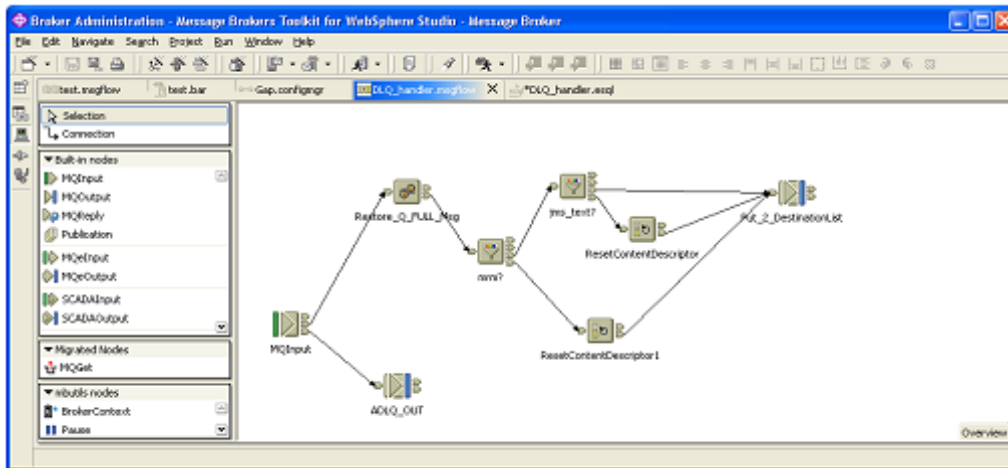 Broker Administration - Message Brokers Toolkit for WebSphere Studio - Message Broker
File Edit Navigate Search Project Run Window Help
test.msgflow test.bar Gap.configmgr DLQ_handler.msgflow *DLQ_handler.esql
Selection
Connection
Built-in nodes
MQInput
MQOutput
MQReply
Publication
MQeInput
MQeOutput
SCADAInput
SCADAOutput
Migrated Nodes
MQGet
mbutils nodes
BrokerContext
Pause
Restore_Q_FULL_Msg
jms_text?
Put_2_DestinationList
ResetContentDescriptor
mrm?
MQInput
ResetContentDescriptor1
ADLQ_OUT
Overview